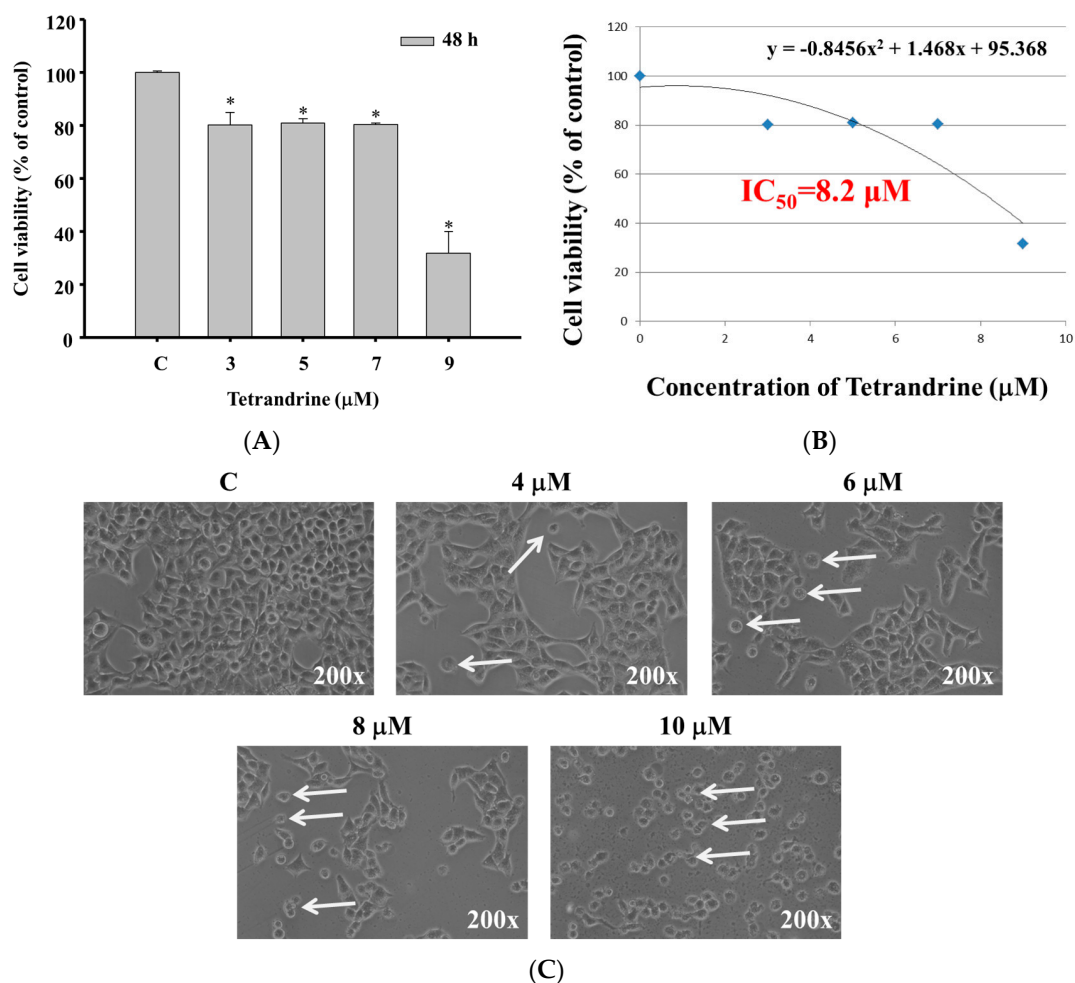 120
100
80
60
40
20
0
Cell viability (% of control)
48 h
*
*
*
*
C
3
5
7
9
Tetrandrine (μM)
(A)
B
Cell viability (% of control)
120
100
80
60
40
20
0
y = -0.8456x² + 1.468x + 95.368
IC₅₀=8.2 μM
0
2
4
6
8
10
Concentration of Tetrandrine (μM)
(B)
C
4 μM
6 μM
200x
200x
200x
8 μM
10 μM
200x
200x
(C)